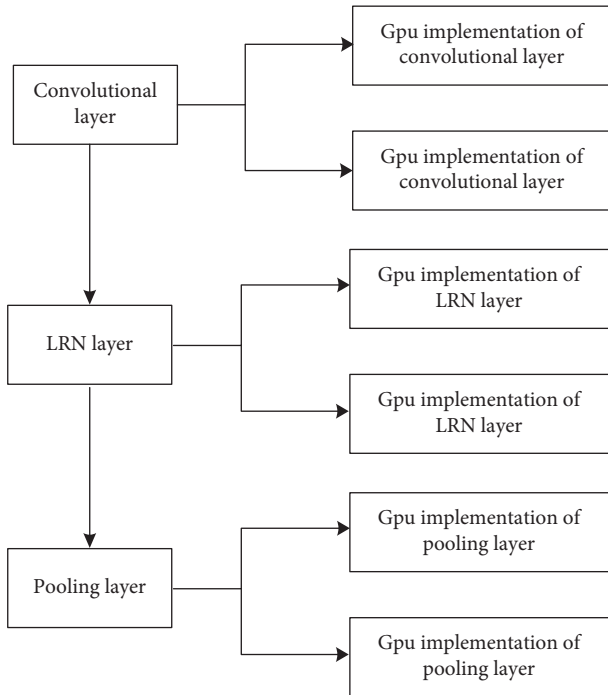 Gpu implementation of
convolutional layer
Convolutional
layer
Gpu implementation of
convolutional layer
Gpu implementation of
LRN layer
LRN layer
Gpu implementation of
LRN layer
Gpu implementation of
pooling layer
Pooling layer
Gpu implementation of
pooling layer